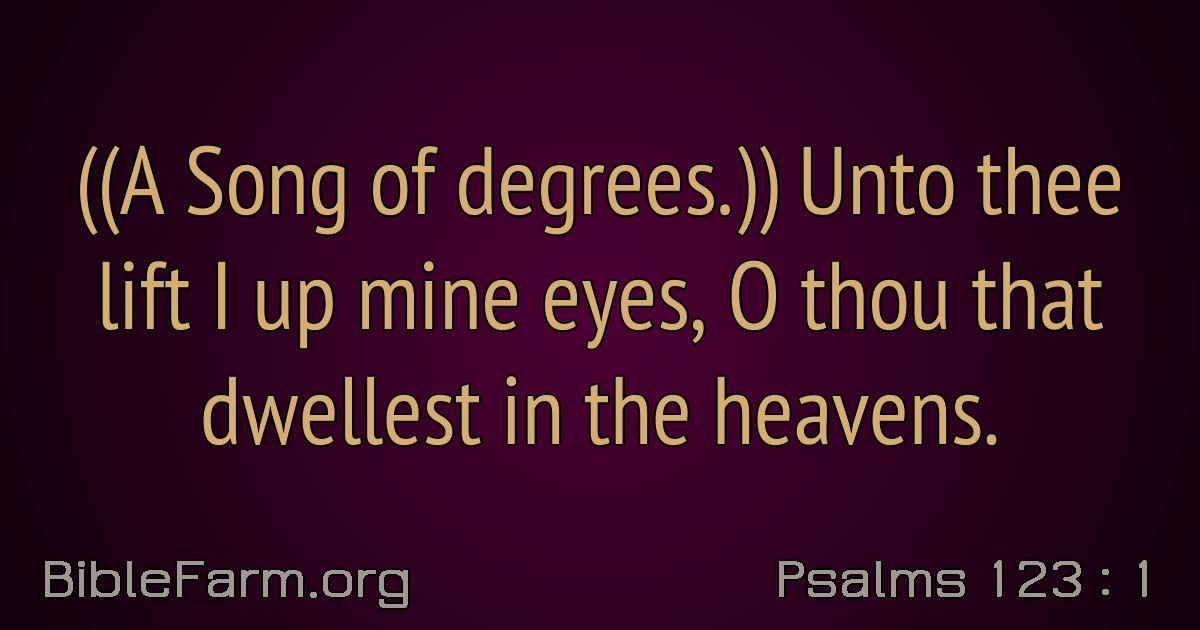 ((A Song of degrees.)) Unto thee
lift I up mine eyes, O thou that
dwellest in the heavens.
BibleFarm.org
Psalms 123 : 1